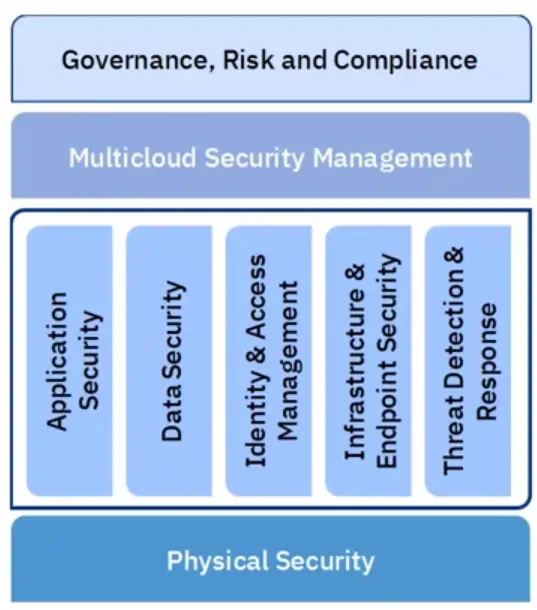 Governance, Risk and Compliance
Multicloud Security Management
Application
Security
Data Security
Identity & Access
Management
Infrastructure &
Endpoint Security
Threat Detection &
Response
Physical Security